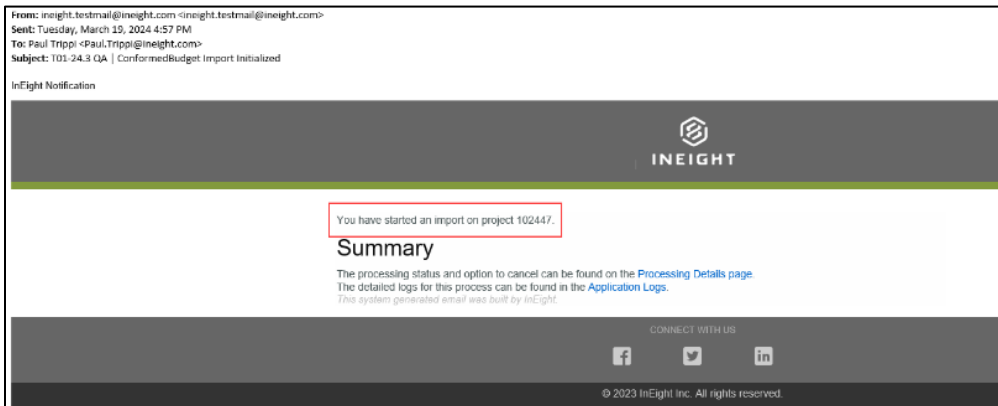 From: ineight.testmail@ineight.com <ineight.testmail@ineight.com>
Sent: Tuesday, March 19, 2024 4:57 PM
To: Paul Trippi <Paul.Trippi@ineight.com>
Subject: T01-24.3 QA | ConformedBudget Import Initialized
InEight Notification
INEIGHT
You have started an import on project 102447.
Summary
The processing status and option to cancel can be found on the Processing Details page.
The detailed logs for this process can be found in the Application Logs.
This system generated email was built by InEight.
CONNECT WITH US
© 2023 InEight Inc. All rights reserved.